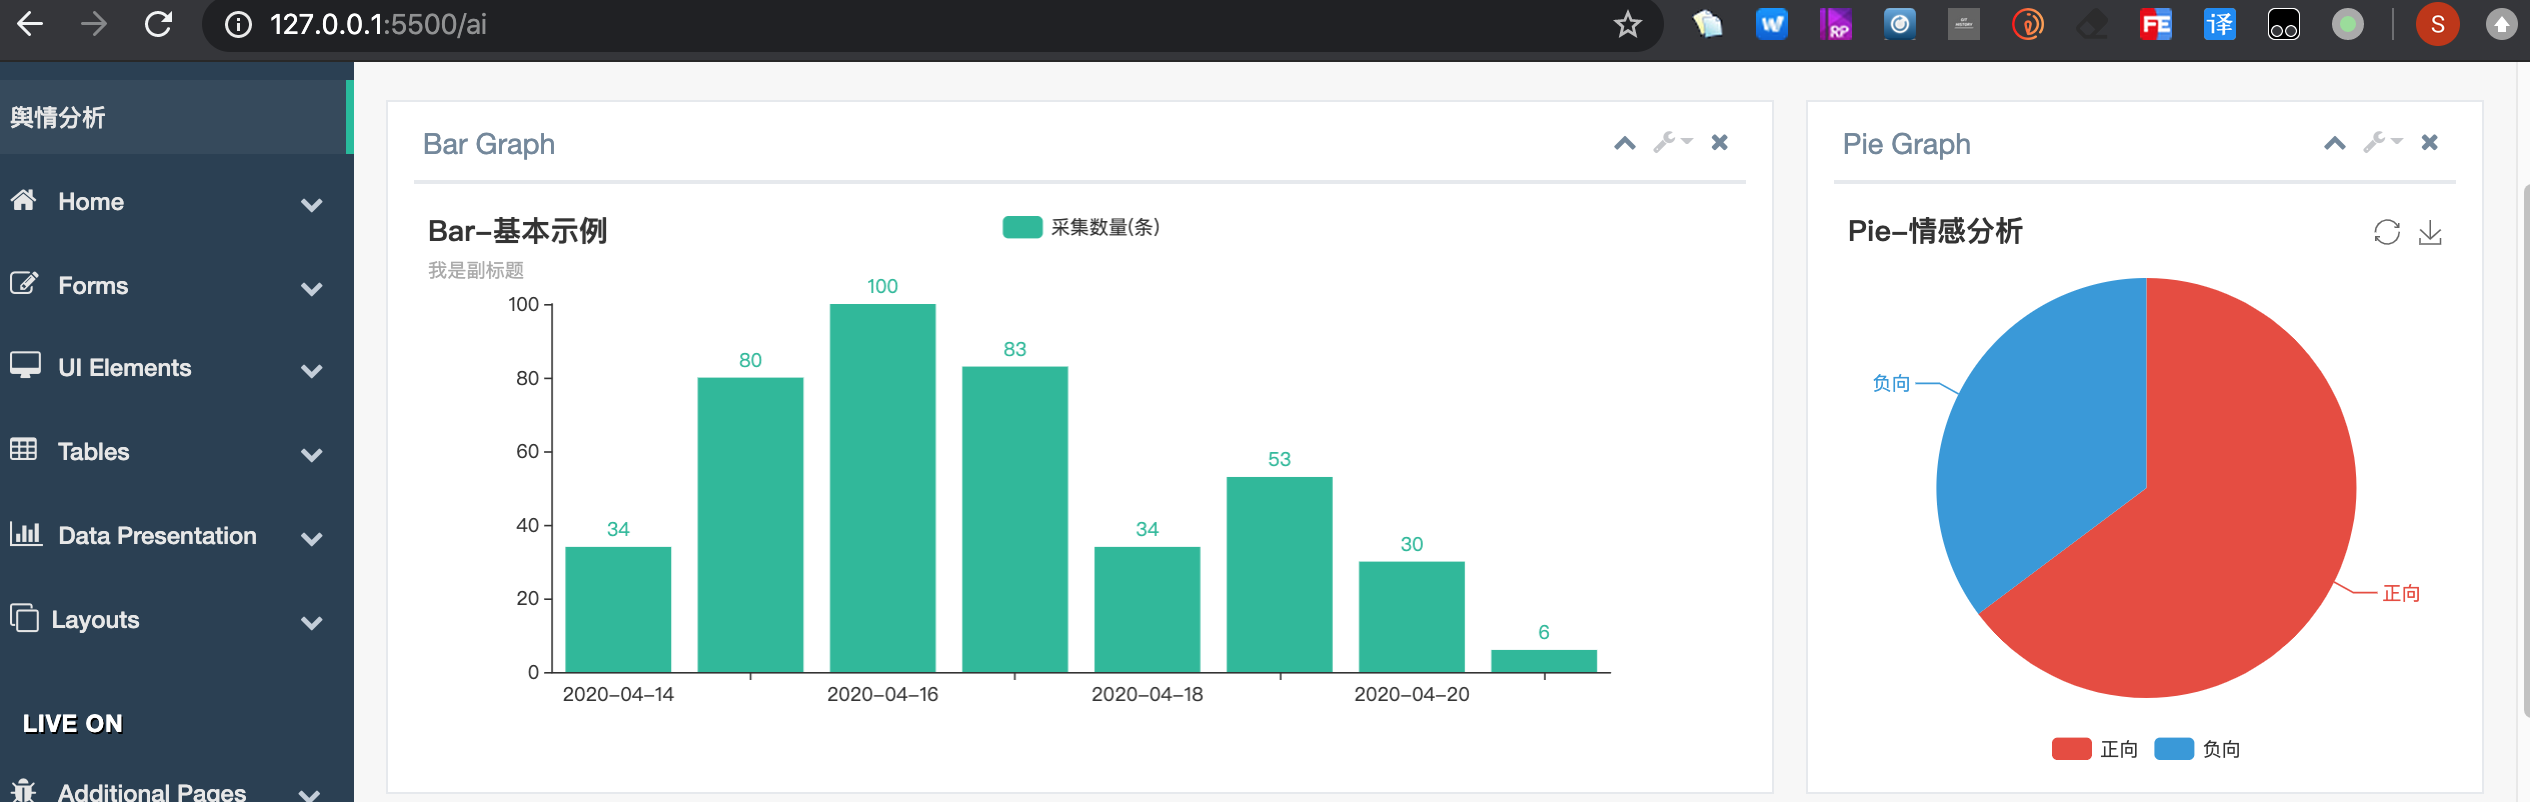 127.0.0.1:5500/ai
RP
FE
译
S
舆情分析
Home
Forms
UI Elements
Tables
Data Presentation
Layouts
LIVE ON
Additional Pages
Bar Graph
Bar-基本示例
我是副标题
采集数量(条)
100
80
60
40
20
0
34
80
100
83
34
53
30
6
2020-04-14
2020-04-16
2020-04-18
2020-04-20
Pie Graph
Pie-情感分析
负向
正向
正向
负向